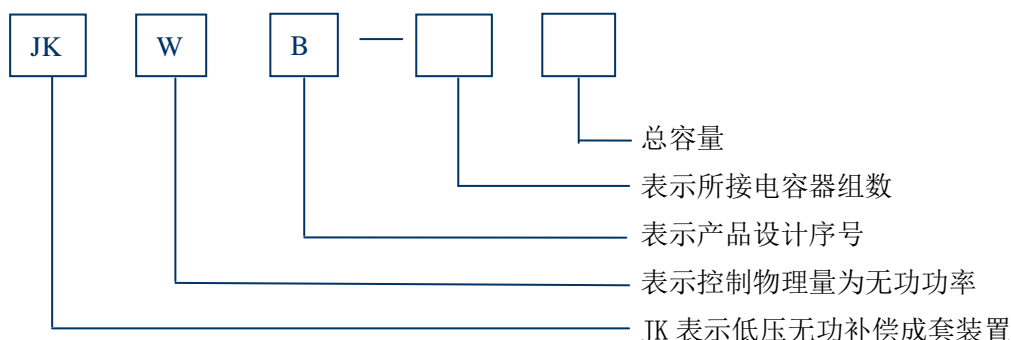 JK W B —
总容量
表示所接电容器组数
表示产品设计序号
表示控制物理量为无功功率
JK 表示低压无功补偿成套装置